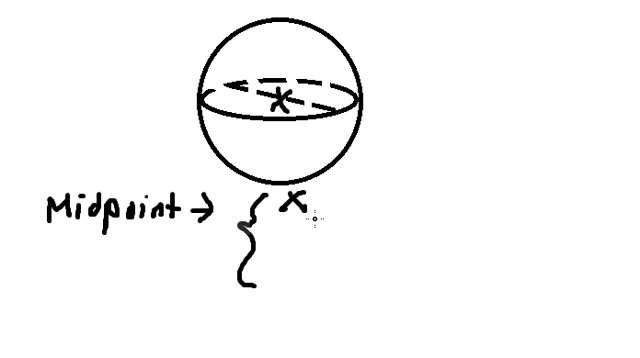 x
Midpoint → { x